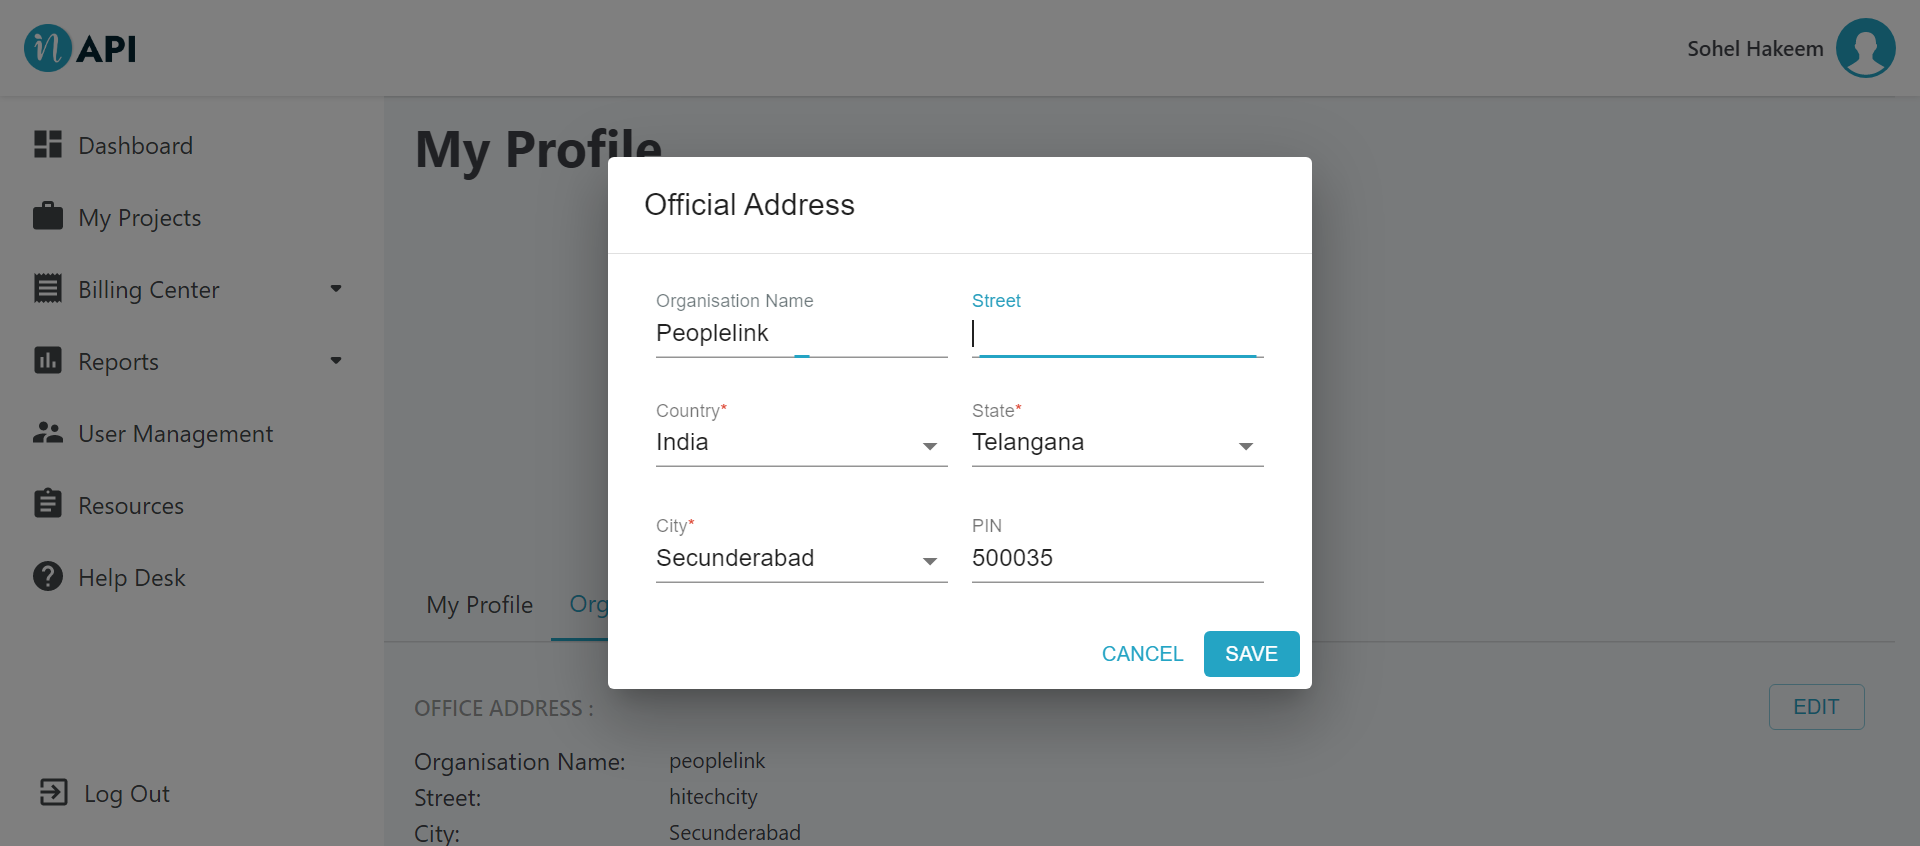 n API
Sohel Hakeem
Dashboard
My Projects
Billing Center
Reports
User Management
Resources
Help Desk
Log Out
My Profile
Official Address
Organisation Name
Peoplelink
Street
Country*
India
State*
Telangana
City*
Secunderabad
PIN
500035
CANCEL
SAVE
My Profile
Org
OFFICE ADDRESS :
EDIT
Organisation Name: peoplelink
Street: hitechcity
City: Secunderabad